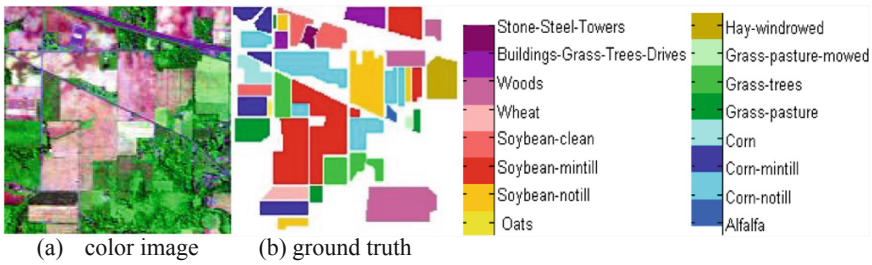 Stone-Steel-Towers
Buildings-Grass-Trees-Drives
Woods
Wheat
Soybean-clean
Soybean-mintill
Soybean-notill
Oats
Hay-windrowed
Grass-pasture-mowed
Grass-trees
Grass-pasture
Corn
Corn-mintill
Corn-notill
Alfalfa
(a) color image
(b) ground truth